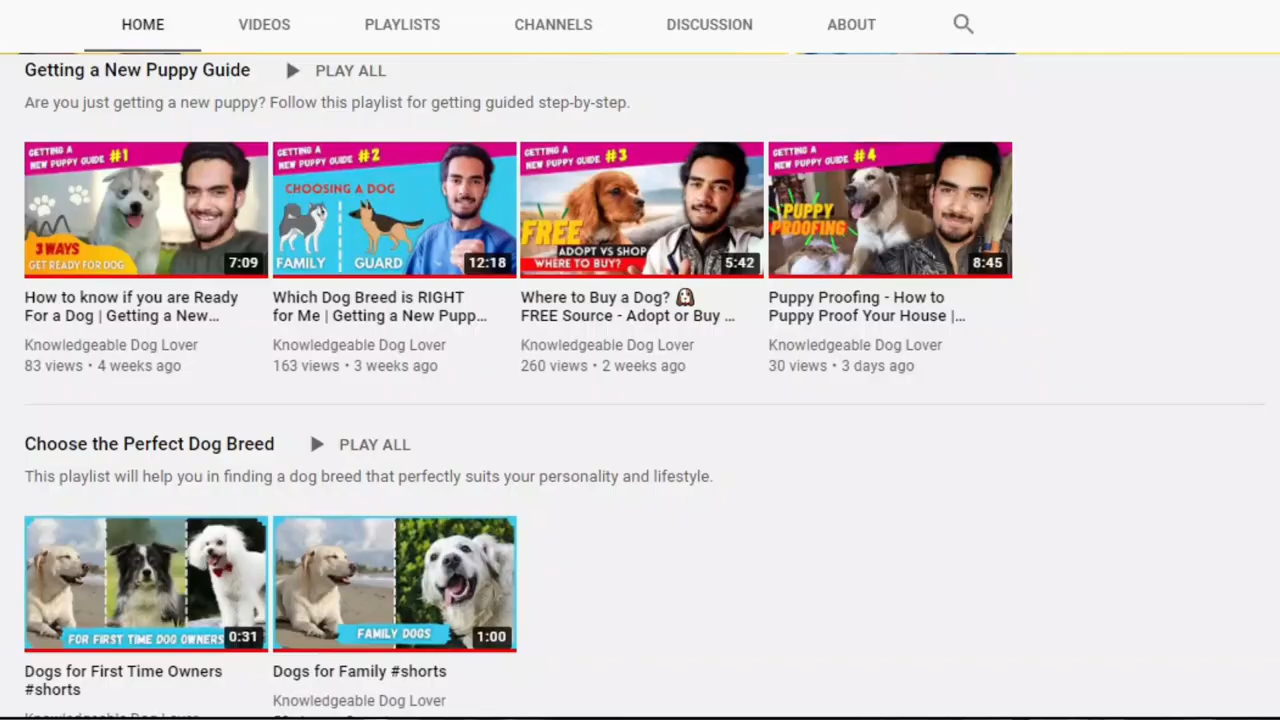 HOME VIDEOS PLAYLISTS CHANNELS DISCUSSION ABOUT
Getting a New Puppy Guide PLAY ALL
Are you just getting a new puppy? Follow this playlist for getting guided step-by-step.
GETTING A
NEW PUPPY GUIDE #1
3 WAYS
GET READY FOR DOG
7:09
GETTING A
NEW PUPPY GUIDE #2
CHOOSING A DOG
FAMILY GUARD
12:18
GETTING A
NEW PUPPY GUIDE #3
FREE
ADOPT VS SHOP
WHERE TO BUY?
5:42
GETTING A
NEW PUPPY GUIDE #4
PUPPY
PROOFING
8:45
How to know if you are Ready
For a Dog | Getting a New...
Knowledgeable Dog Lover
83 views • 4 weeks ago
Which Dog Breed is RIGHT
for Me | Getting a New Pupp...
Knowledgeable Dog Lover
163 views • 3 weeks ago
Where to Buy a Dog? 🐶
FREE Source - Adopt or Buy ...
Knowledgeable Dog Lover
260 views • 2 weeks ago
Puppy Proofing - How to
Puppy Proof Your House |...
Knowledgeable Dog Lover
30 views • 3 days ago
Choose the Perfect Dog Breed PLAY ALL
This playlist will help you in finding a dog breed that perfectly suits your personality and lifestyle.
FOR FIRST TIME DOG OWNERS
0:31
FAMILY DOGS
1:00
Dogs for First Time Owners
#shorts
Knowledgeable Dog Lover
Dogs for Family #shorts
Knowledgeable Dog Lover